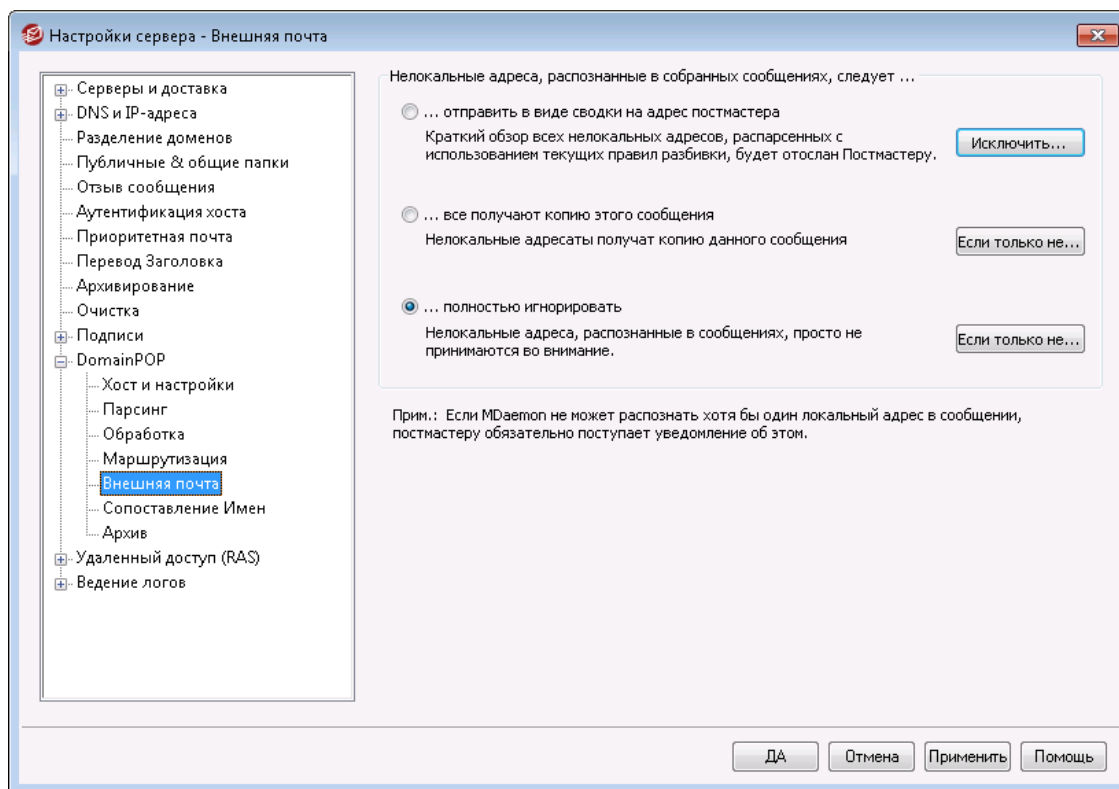 Настройки сервера - Внешняя почта
Серверы и доставка
DNS и IP-адреса
Разделение доменов
Публичные & общие папки
Отзыв сообщения
Аутентификация хоста
Приоритетная почта
Перевод Заголовка
Архивирование
Очистка
Подписи
DomainPOP
Хост и настройки
Парсинг
Обработка
Маршрутизация
Внешняя почта
Сопоставление Имен
Архив
Удаленный доступ (RAS)
Ведение логов
Нелокальные адреса, распознанные в собранных сообщениях, следует ...
... отправить в виде сводки на адрес постмастера
Краткий обзор всех нелокальных адресов, распарсенных с
использованием текущих правил разбивки, будет отослан Постмастеру.
Исключить...
... все получают копию этого сообщения
Нелокальные адресаты получат копию данного сообщения
Если только не...
... полностью игнорировать
Нелокальные адреса, распознанные в сообщениях, просто не
принимаются во внимание.
Если только не...
Прим.: Если MDaemon не может распознать хотя бы один локальный адрес в сообщении,
постмастеру обязательно поступает уведомление об этом.
ДА
Отмена
Применить
Помощь